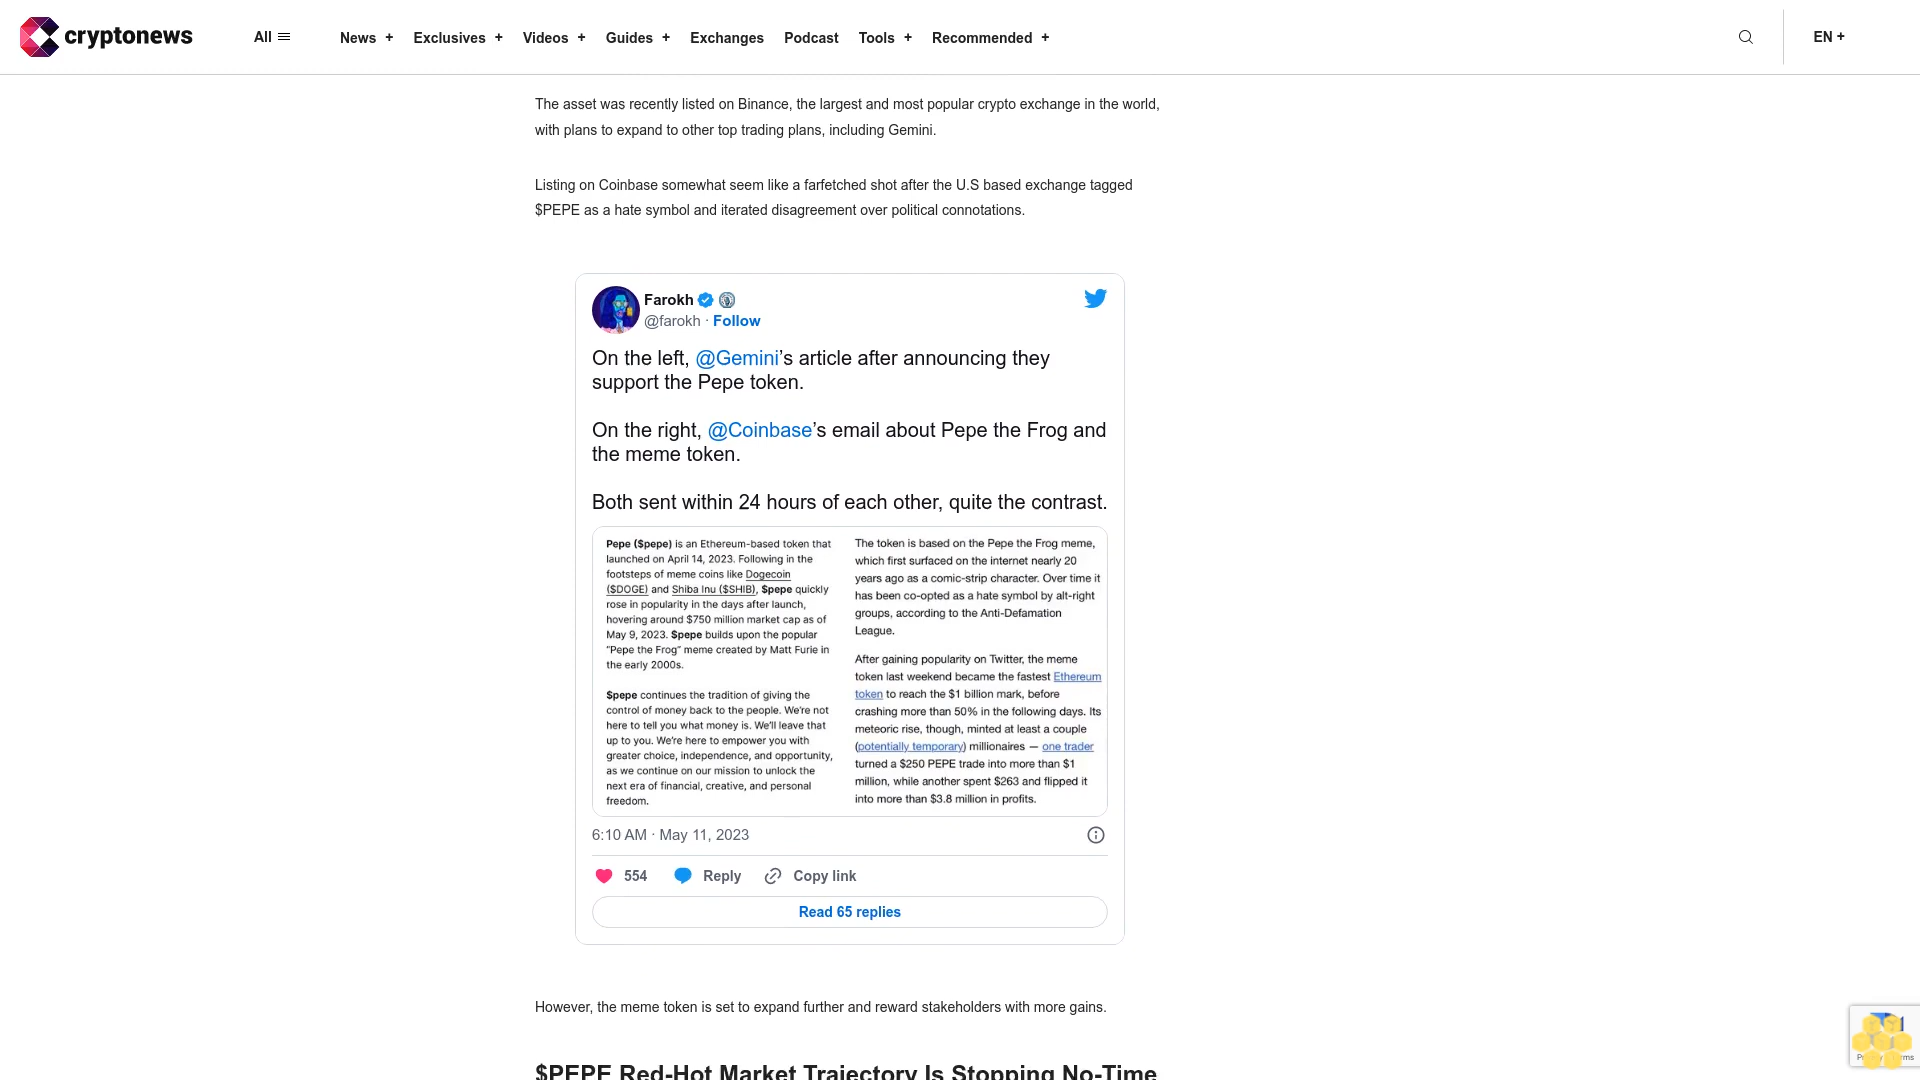 cryptonews
All
News +
Exclusives +
Videos +
Guides +
Exchanges
Podcast
Tools +
Recommended +
EN +
The asset was recently listed on Binance, the largest and most popular crypto exchange in the world,
with plans to expand to other top trading plans, including Gemini.
Listing on Coinbase somewhat seem like a farfetched shot after the U.S based exchange tagged
$PEPE as a hate symbol and iterated disagreement over political connotations.
Farokh
@farokh · Follow
On the left, @Gemini’s article after announcing they
support the Pepe token.
On the right, @Coinbase’s email about Pepe the Frog and
the meme token.
Both sent within 24 hours of each other, quite the contrast.
Pepe ($pepe) is an Ethereum-based token that
launched on April 14, 2023. Following in the
footsteps of meme coins like Dogecoin
($DOGE) and Shiba Inu ($SHIB), $pepe quickly
rose in popularity in the days after launch,
hovering around $750 million market cap as of
May 9, 2023. $pepe builds upon the popular
“Pepe the Frog” meme created by Matt Furie in
the early 2000s.
$pepe continues the tradition of giving the
control of money back to the people. We’re not
here to tell you what money is. We’ll leave that
up to you. We’re here to empower you with
greater choice, independence, and opportunity,
as we continue on our mission to unlock the
next era of financial, creative, and personal
freedom.
The token is based on the Pepe the Frog meme,
which first surfaced on the internet nearly 20
years ago as a comic-strip character. Over time it
has been co-opted as a hate symbol by alt-right
groups, according to the Anti-Defamation
League.
After gaining popularity on Twitter, the meme
token last weekend became the fastest Ethereum
token to reach the $1 billion mark, before
crashing more than 50% in the following days. Its
meteoric rise, though, minted at least a couple
(potentially temporary) millionaires — one trader
turned a $250 PEPE trade into more than $1
million, while another spent $263 and flipped it
into more than $3.8 million in profits.
6:10 AM · May 11, 2023
554
Reply
Copy link
Read 65 replies
However, the meme token is set to expand further and reward stakeholders with more gains.
$PEPE Red-Hot Market Trajectory Is Stopping No-Time